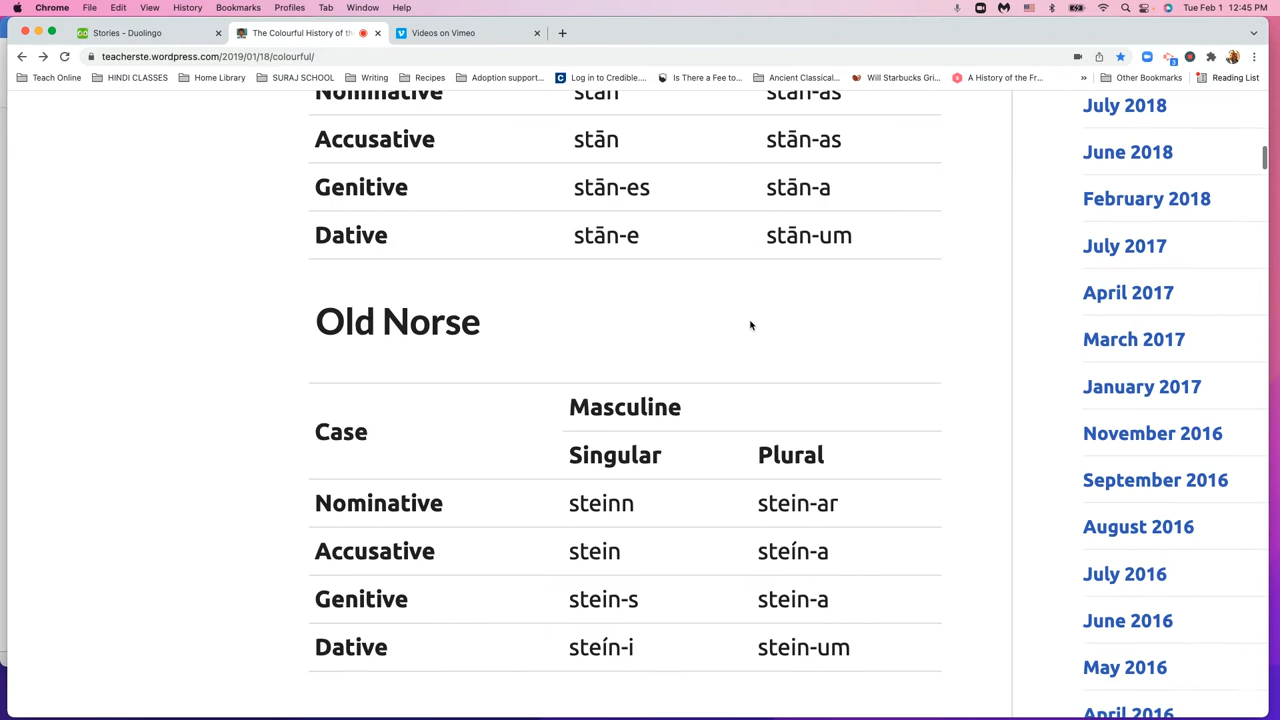 Chrome File Edit View History Bookmarks Profiles Tab Window Help Tue Feb 1 12:45 PM
Stories - Duolingo The Colourful History of th Videos on Vimeo
teacherste.wordpress.com/2019/01/18/colourful/
Teach Online HINDI CLASSES Home Library SURAJ SCHOOL Writing Recipes Adoption support... Log in to Credible.... Is There a Fee to... Ancient Classical... Will Starbucks Gri... A History of the Fr... » Other Bookmarks Reading List
Nominative stān stān-as
Accusative stān stān-as
Genitive stān-es stān-a
Dative stān-e stān-um
Old Norse
Case
Masculine
Singular Plural
Nominative steinn stein-ar
Accusative stein steín-a
Genitive stein-s stein-a
Dative steín-i stein-um
July 2018
June 2018
February 2018
July 2017
April 2017
March 2017
January 2017
November 2016
September 2016
August 2016
July 2016
June 2016
May 2016
April 2016